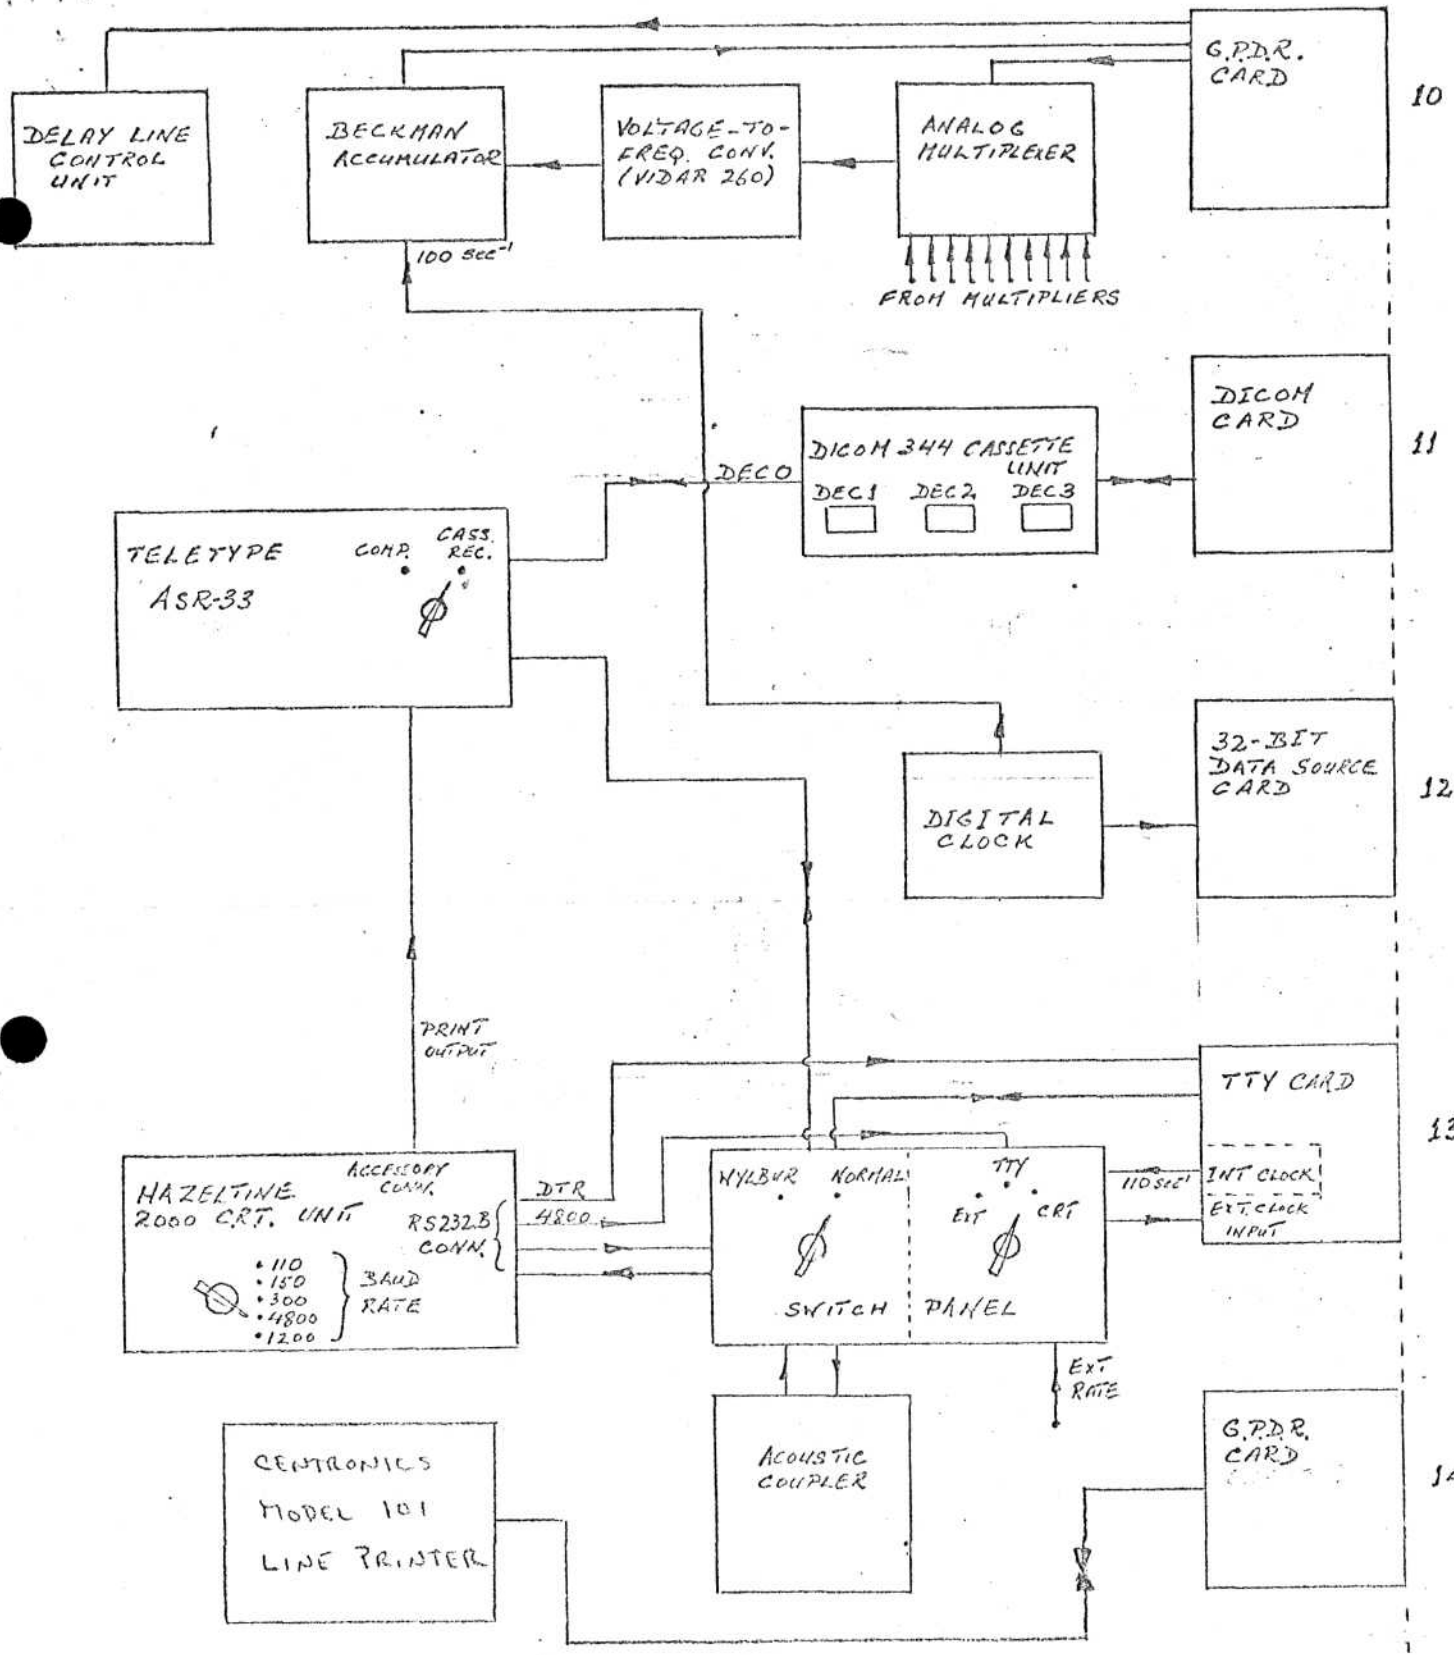 G.P.D.R.
CARD
10
DELAY LINE
CONTROL
UNIT
BECKMAN
ACCUMULATOR
VOLTAGE-TO-
FREQ. CONV.
(VIDAR 260)
ANALOG
MULTIPLEXER
100 sec⁻¹
FROM MULTIPLIERS
DICOM
CARD
11
DICOM 344 CASSETTE
UNIT
DEC1 DEC2 DEC3
DECO
TELETYPE
ASR-33
COMP.
CASS.
REC.
32-BIT
DATA SOURCE
CARD
12
DIGITAL
CLOCK
PRINT
OUTPUT
TTY CARD
13
INT CLOCK
EXT. CLOCK
INPUT
110 sec⁻¹
HAZELTINE
2000 C.R.T. UNIT
ACCESSORY
CONN.
RS232B
CONN.
DTR
4800
110
150
300
4800
1200
BAUD
RATE
WYLBUR NORMAL
TTY
EXT CRT
SWITCH PANEL
EXT
RATE
ACOUSTIC
COUPLER
G.P.D.R.
CARD
14
CENTRONICS
MODEL 101
LINE PRINTER